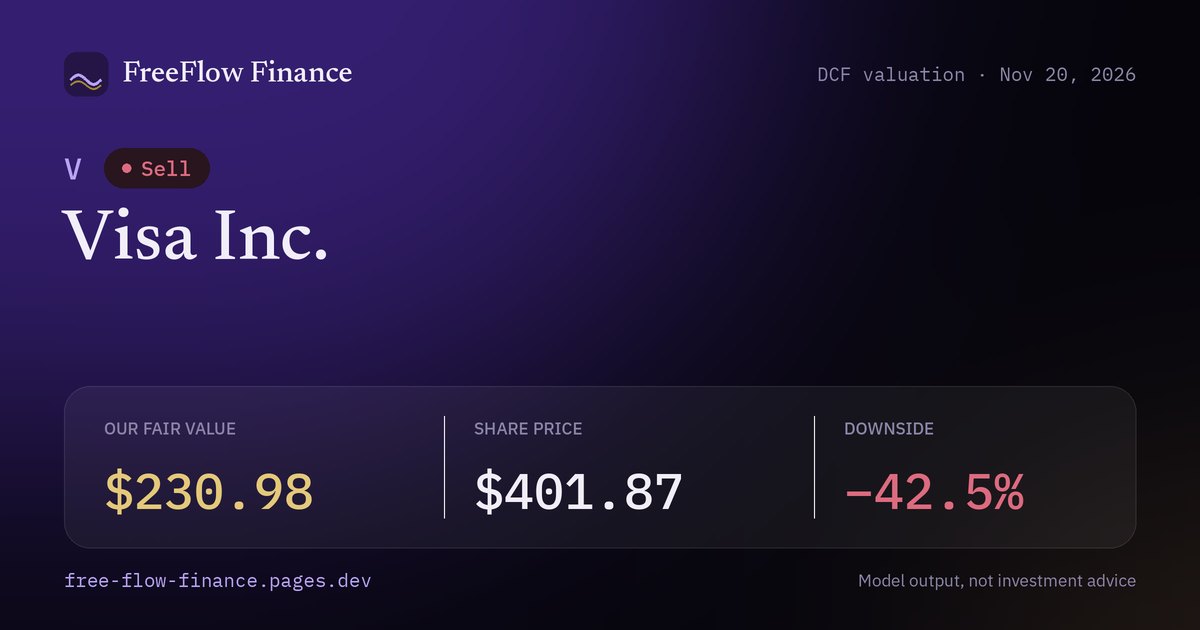 FreeFlow Finance
DCF valuation · Nov 20, 2026
V
Sell
Visa Inc.
OUR FAIR VALUE
$230.98
SHARE PRICE
$401.87
DOWNSIDE
−42.5%
free-flow-finance.pages.dev
Model output, not investment advice